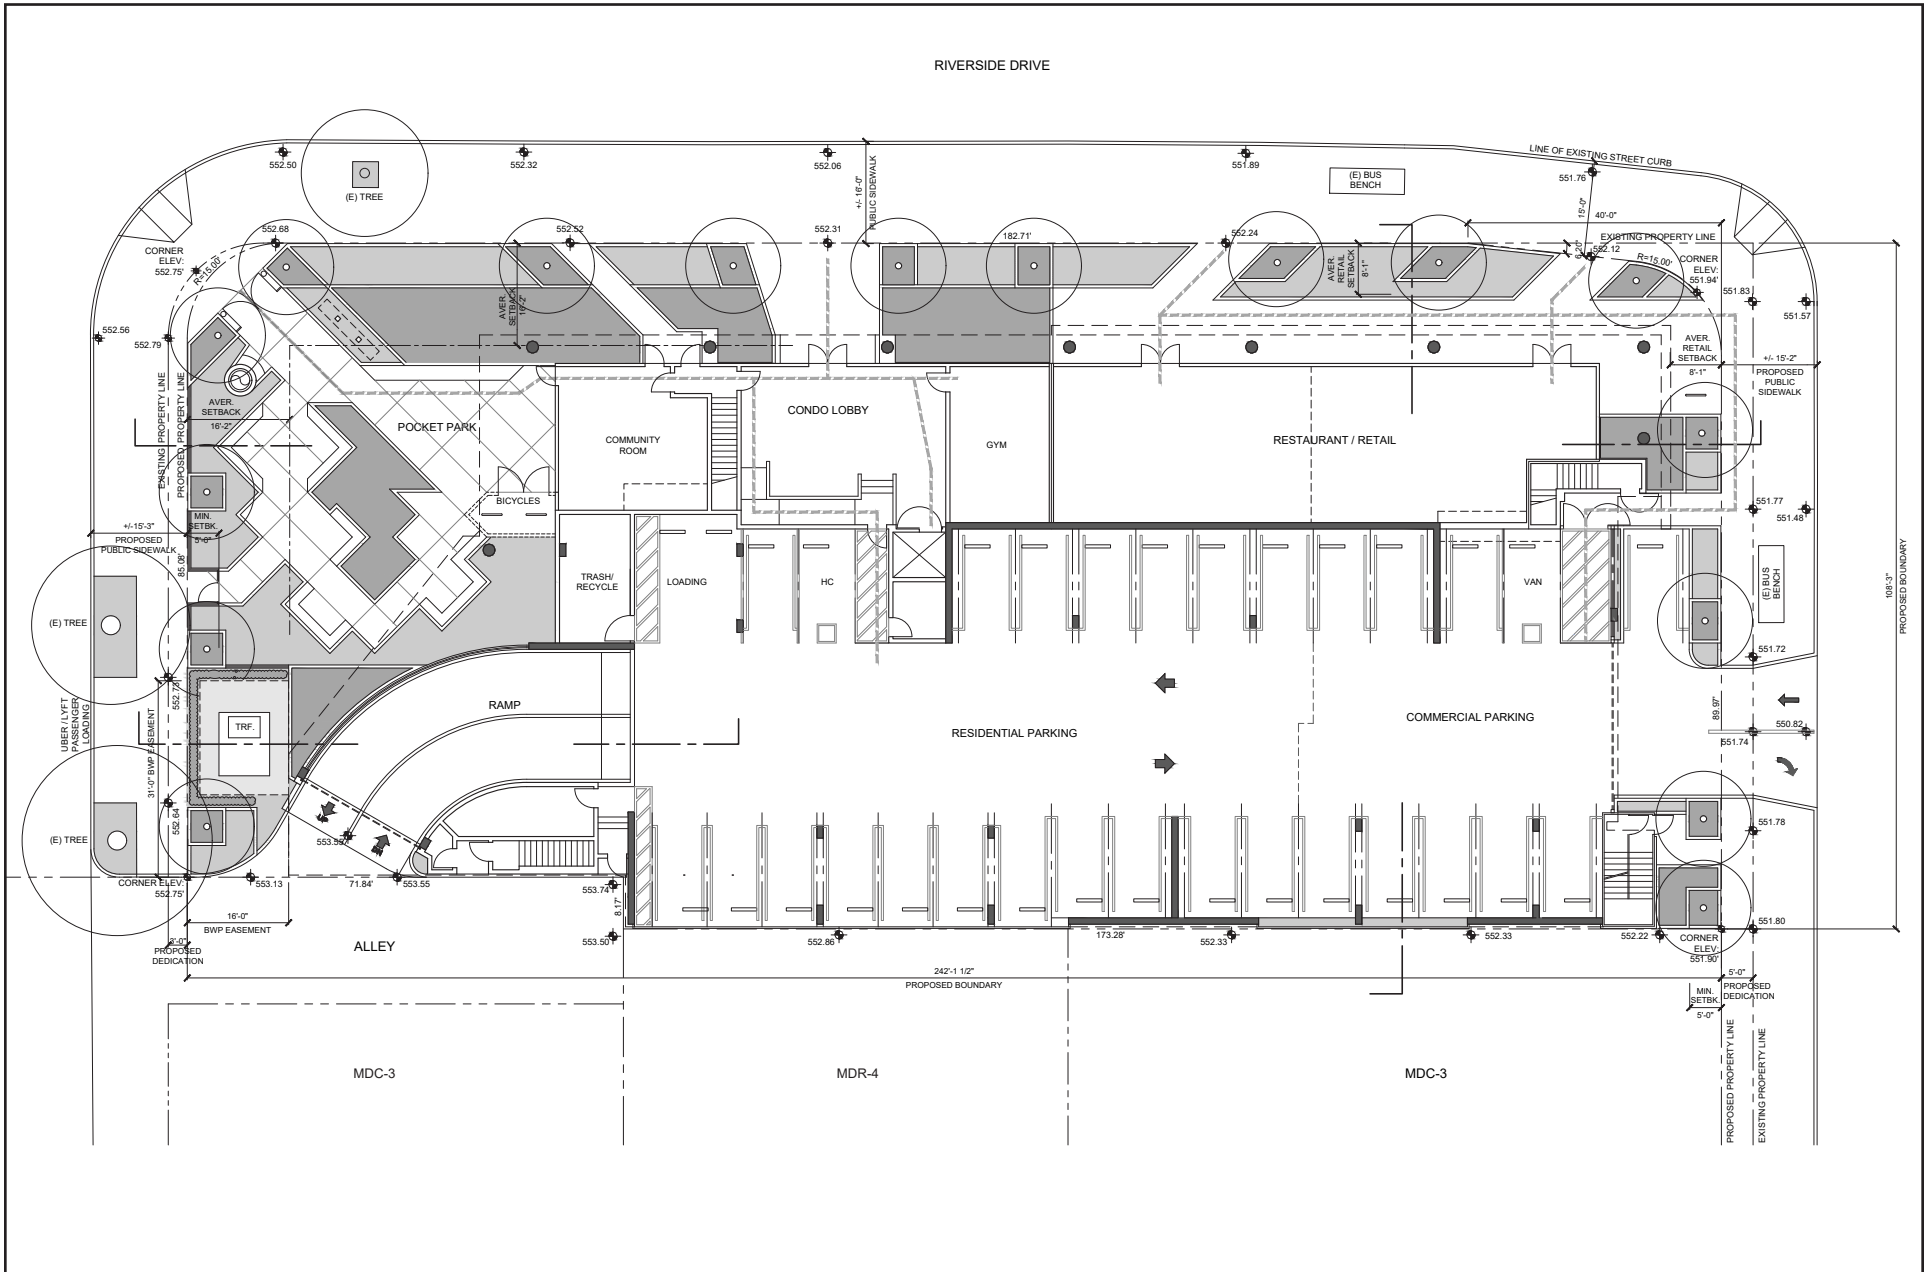 RIVERSIDE DRIVE
552.50
(E) TREE
552.32
552.06
+/- 16'-0"
PUBLIC SIDEWALK
551.89
(E) BUS
BENCH
LINE OF EXISTING STREET CURB
551.76
15'-0"
40'-0"
EXISTING PROPERTY LINE
552.12
6.20'
R=15.00'
CORNER
ELEV:
551.94'
551.83
551.57
CORNER
ELEV:
552.75'
R=15.00'
552.68
552.52
552.31
182.71'
552.24
AVER.
RETAIL
SETBACK
8'-1"
AVER.
SETBACK
16'-2"
552.56
552.79
EXISTING PROPERTY LINE
PROPOSED PROPERTY LINE
AVER.
SETBACK
16'-2"
POCKET PARK
COMMUNITY
ROOM
CONDO LOBBY
GYM
RESTAURANT / RETAIL
AVER.
RETAIL
SETBACK
8'-1"
+/- 15'-2"
PROPOSED
PUBLIC
SIDEWALK
BICYCLES
MIN.
SETBK.
5'-0"
+/-15'-3"
PROPOSED
PUBLIC SIDEWALK
85.08'
551.77
551.48
TRASH/
RECYCLE
LOADING
HC
VAN
(E) BUS
BENCH
108'-3"
PROPOSED BOUNDARY
(E) TREE
551.72
552.73
RAMP
TRF.
31'-0" BWP EASEMENT
UBER / LYFT
PASSENGER
LOADING
RESIDENTIAL PARKING
COMMERCIAL PARKING
89.97'
550.82
551.74
552.64
(E) TREE
551.78
CORNER ELEV:
552.75'
553.13
71.84'
553.55
553.74
8.17'
16'-0"
BWP EASEMENT
3'-0"
PROPOSED
DEDICATION
ALLEY
553.50
552.86
173.28'
552.33
552.33
552.22
CORNER
ELEV:
551.90'
551.80
242'-1 1/2"
PROPOSED BOUNDARY
5'-0"
PROPOSED
DEDICATION
MIN.
SETBK.
5'-0"
MDC-3
MDR-4
MDC-3
PROPOSED PROPERTY LINE
EXISTING PROPERTY LINE